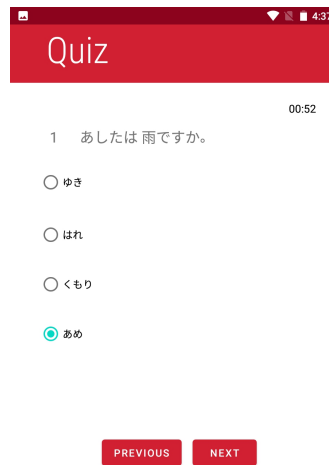 4:37
Quiz
00:52
1 あしたは 雨ですか。
ゆき
はれ
くもり
あめ
PREVIOUS NEXT